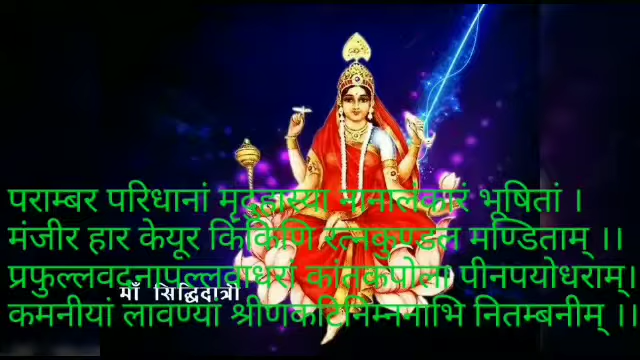 पराम्बर परिधानां मृदुहास्या नानालंकार भूषितां ।
मंजीर हार केयूर किंकिणि रत्नकुण्डल मण्डिताम् ।।
प्रफुल्लवदनापल्लवाधरा कातकपोला पीनपयोधराम्।
माँ सिद्धिदात्री
कमनीयां लावण्या श्रीणकटिनिम्ननाभि नितम्बनीम् ।।